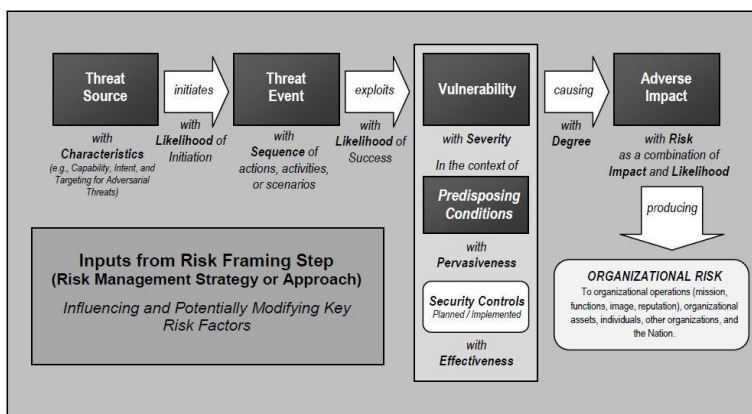 Threat
Source
initiates
Threat
Event
exploits
Vulnerability
causing
Adverse
Impact
with
Characteristics
(e.g., Capability, Intent, and
Targeting for Adversarial
Threats)
with
Likelihood of
Initiation
with
Sequence of
actions, activities,
or scenarios
with
Likelihood of
Success
with Severity
In the context of
Predisposing
Conditions
with
Pervasiveness
Security Controls
Planned / Implemented
with
Effectiveness
with
Degree
with Risk
as a combination of
Impact and Likelihood
producing
ORGANIZATIONAL RISK
To organizational operations (mission,
functions, image, reputation), organizational
assets, individuals, other organizations, and
the Nation.
Inputs from Risk Framing Step
(Risk Management Strategy or Approach)
Influencing and Potentially Modifying Key
Risk Factors